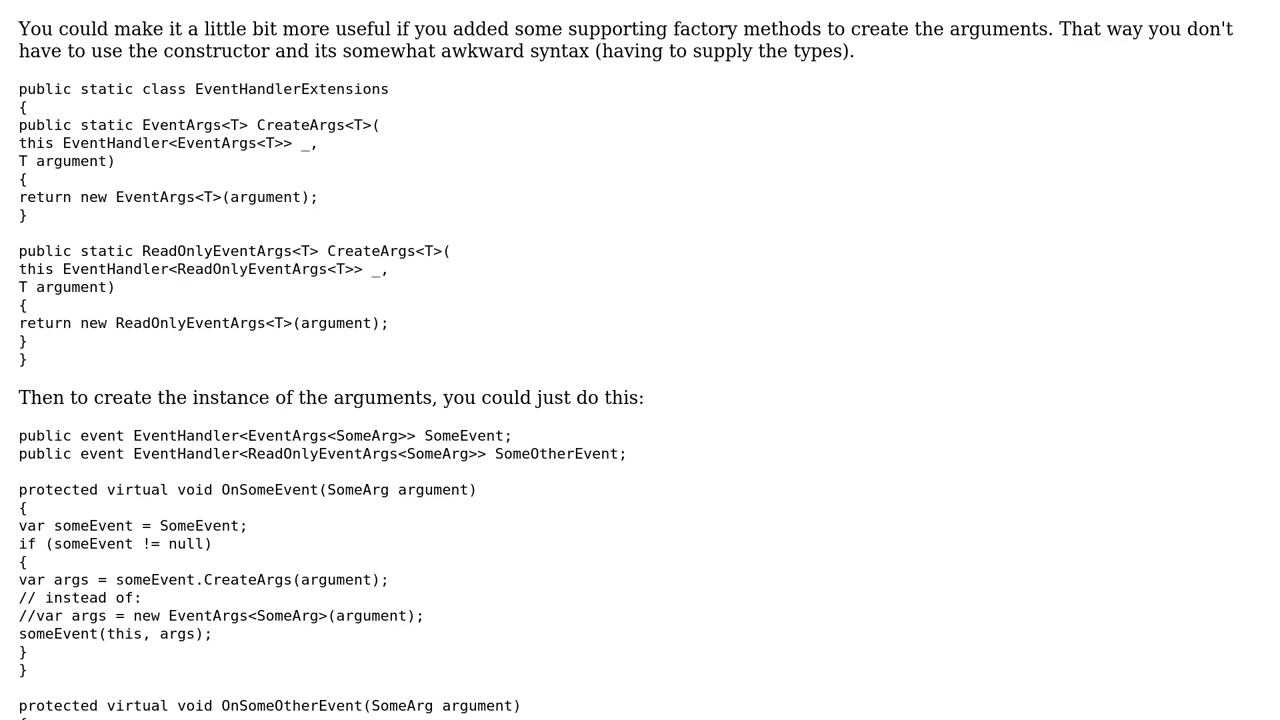 You could make it a little bit more useful if you added some supporting factory methods to create the arguments. That way you don't
have to use the constructor and its somewhat awkward syntax (having to supply the types).
public static class EventHandlerExtensions
{
public static EventArgs<T> CreateArgs<T>(
this EventHandler<EventArgs<T>> _,
T argument)
{
return new EventArgs<T>(argument);
}
public static ReadOnlyEventArgs<T> CreateArgs<T>(
this EventHandler<ReadOnlyEventArgs<T>> _,
T argument)
{
return new ReadOnlyEventArgs<T>(argument);
}
}
Then to create the instance of the arguments, you could just do this:
public event EventHandler<EventArgs<SomeArg>> SomeEvent;
public event EventHandler<ReadOnlyEventArgs<SomeArg>> SomeOtherEvent;
protected virtual void OnSomeEvent(SomeArg argument)
{
var someEvent = SomeEvent;
if (someEvent != null)
{
var args = someEvent.CreateArgs(argument);
// instead of:
//var args = new EventArgs<SomeArg>(argument);
someEvent(this, args);
}
}
protected virtual void OnSomeOtherEvent(SomeArg argument)